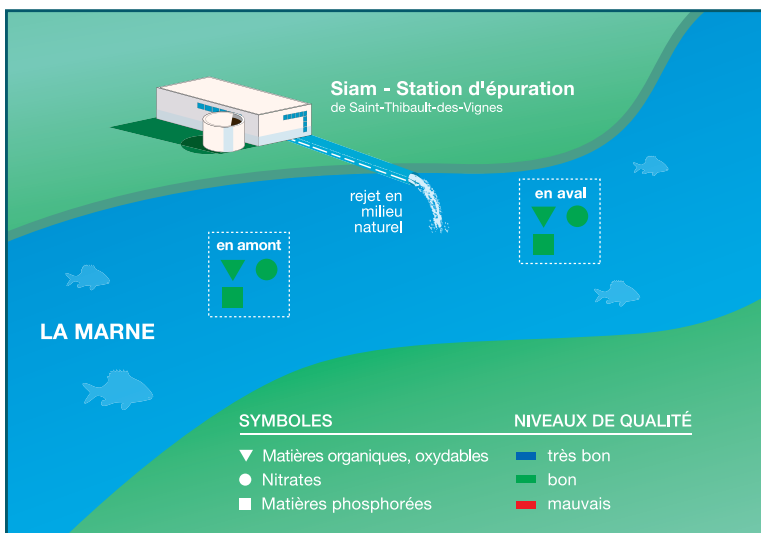 Siam - Station d'épuration
de Saint-Thibault-des-Vignes
rejet en
milieu
naturel
en aval
en amont
LA MARNE
SYMBOLES
NIVEAUX DE QUALITÉ
Matières organiques, oxydables
très bon
Nitrates
bon
Matières phosphorées
mauvais